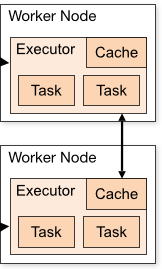 Worker Node
Executor
Cache
Task
Task
Worker Node
Executor
Cache
Task
Task